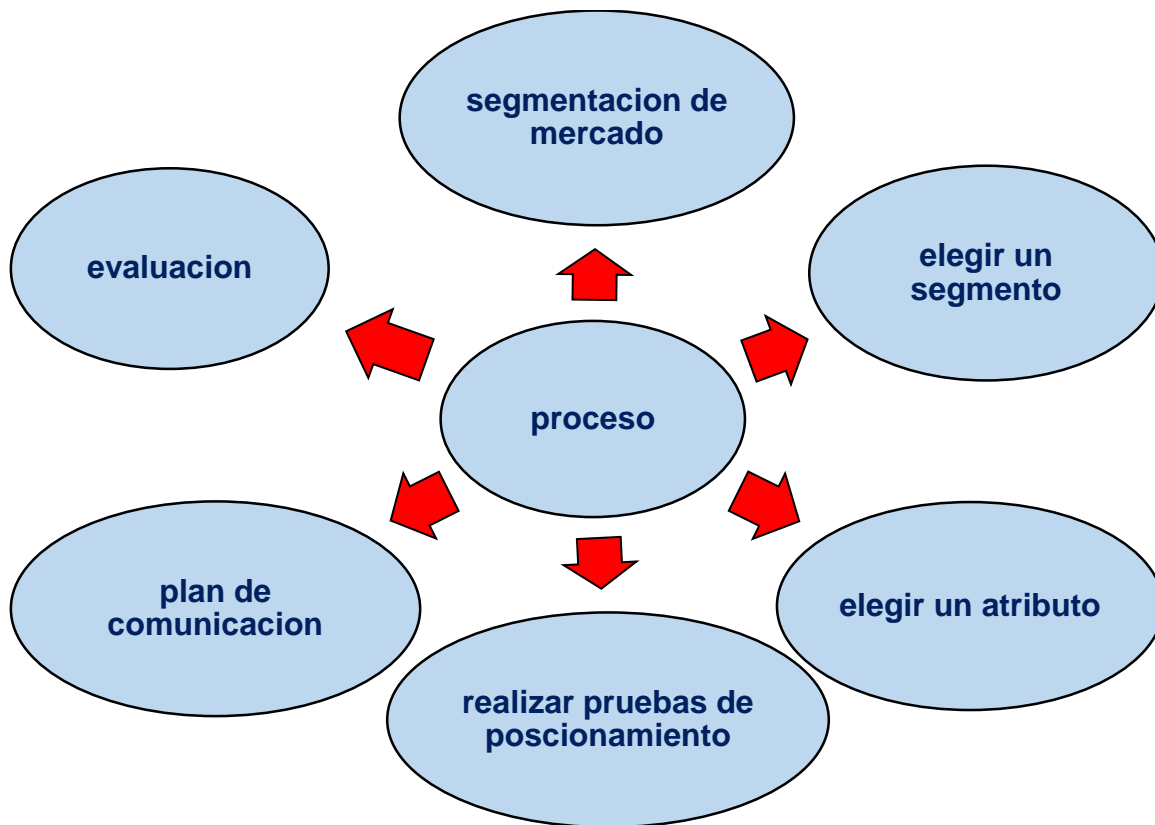 segmentacion de
mercado
elegir un
segmento
evaluacion
proceso
elegir un atributo
plan de
comunicacion
realizar pruebas de
poscionamiento